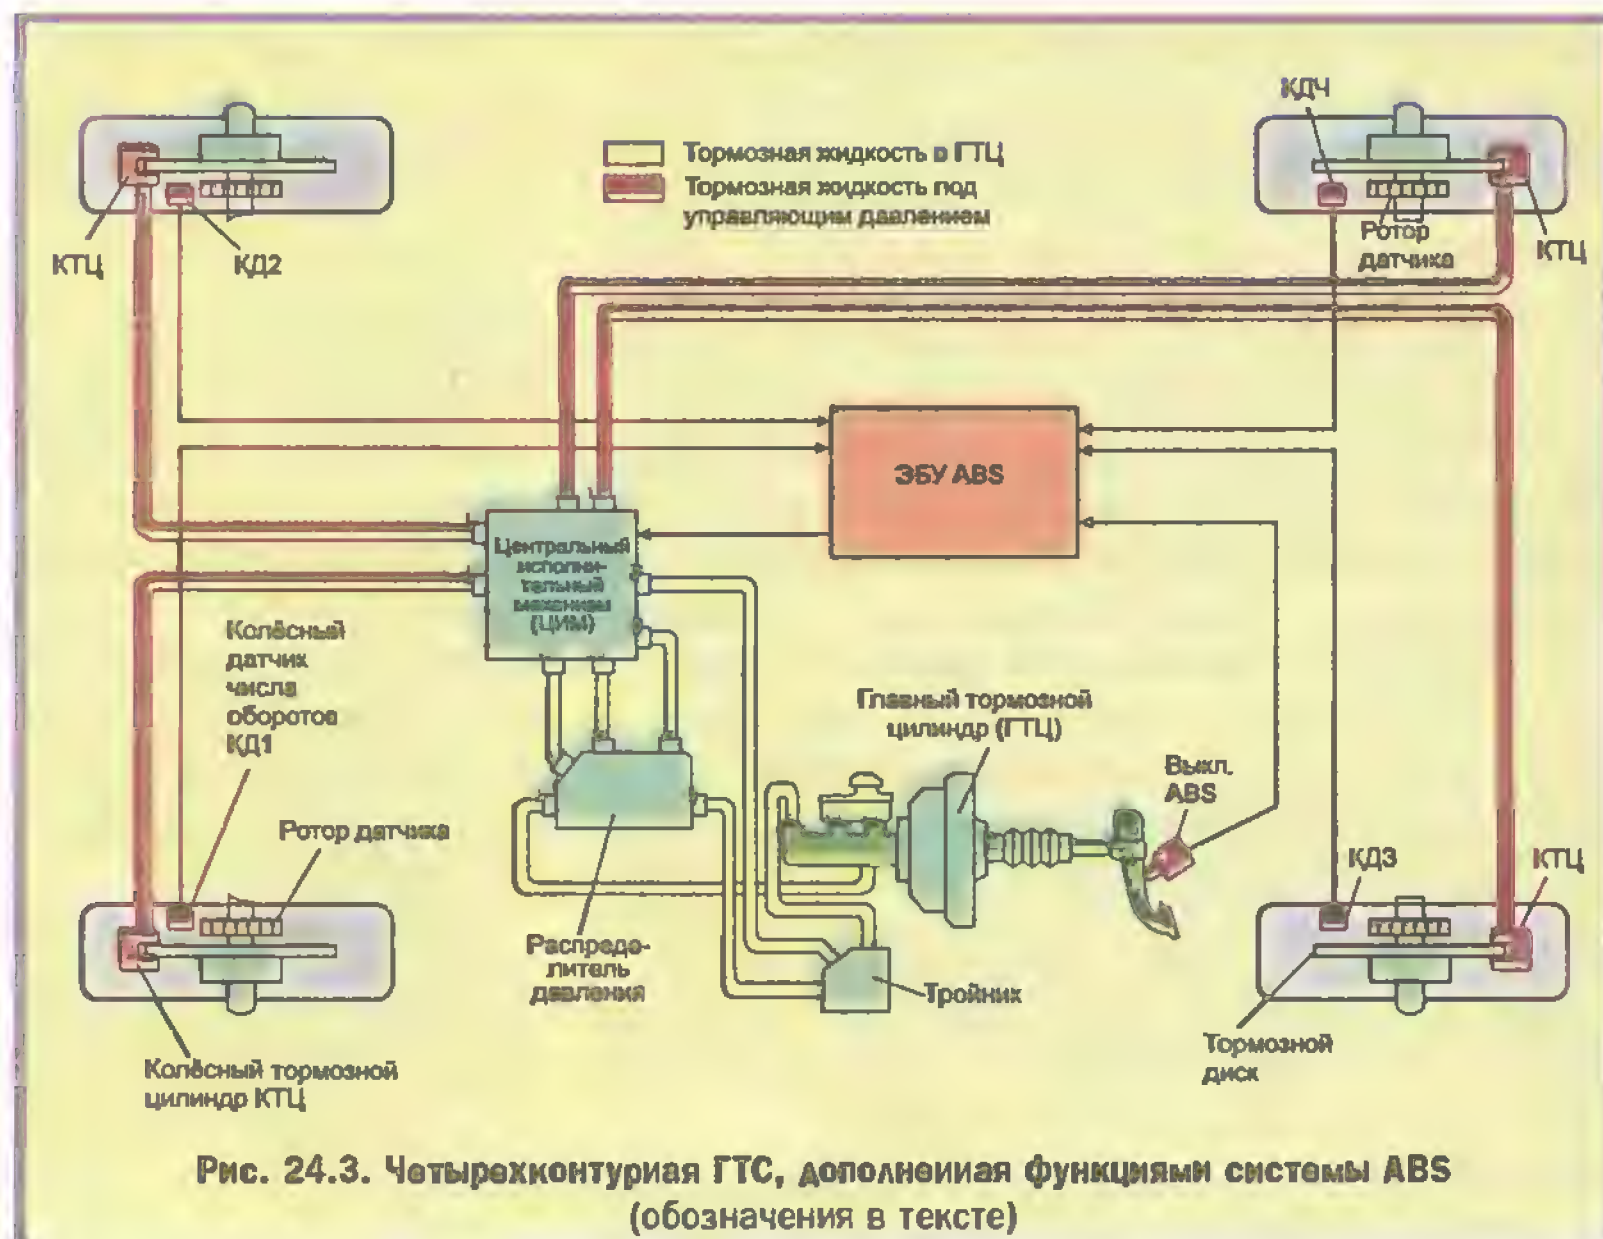 КДЧ
Тормозная жидкость в ГТЦ
Тормозная жидкость под
управляющим давлением
КТЦ
КД2
Ротор
датчика
КТЦ
ЭБУ ABS
Центральный
исполни-
тельный
механизм
(ЦИМ)
Колёсный
датчик
числа
оборотов
КД1
Главный тормозной
цилиндр (ГТЦ)
Выкл.
ABS
Ротор датчика
КД3
КТЦ
Распреде-
литель
давления
Тройник
Тормозной
диск
Колёсный тормозной
цилиндр КТЦ
Рис. 24.3. Четырехконтурная ГТС, дополненная функциями системы ABS
(обозначения в тексте)